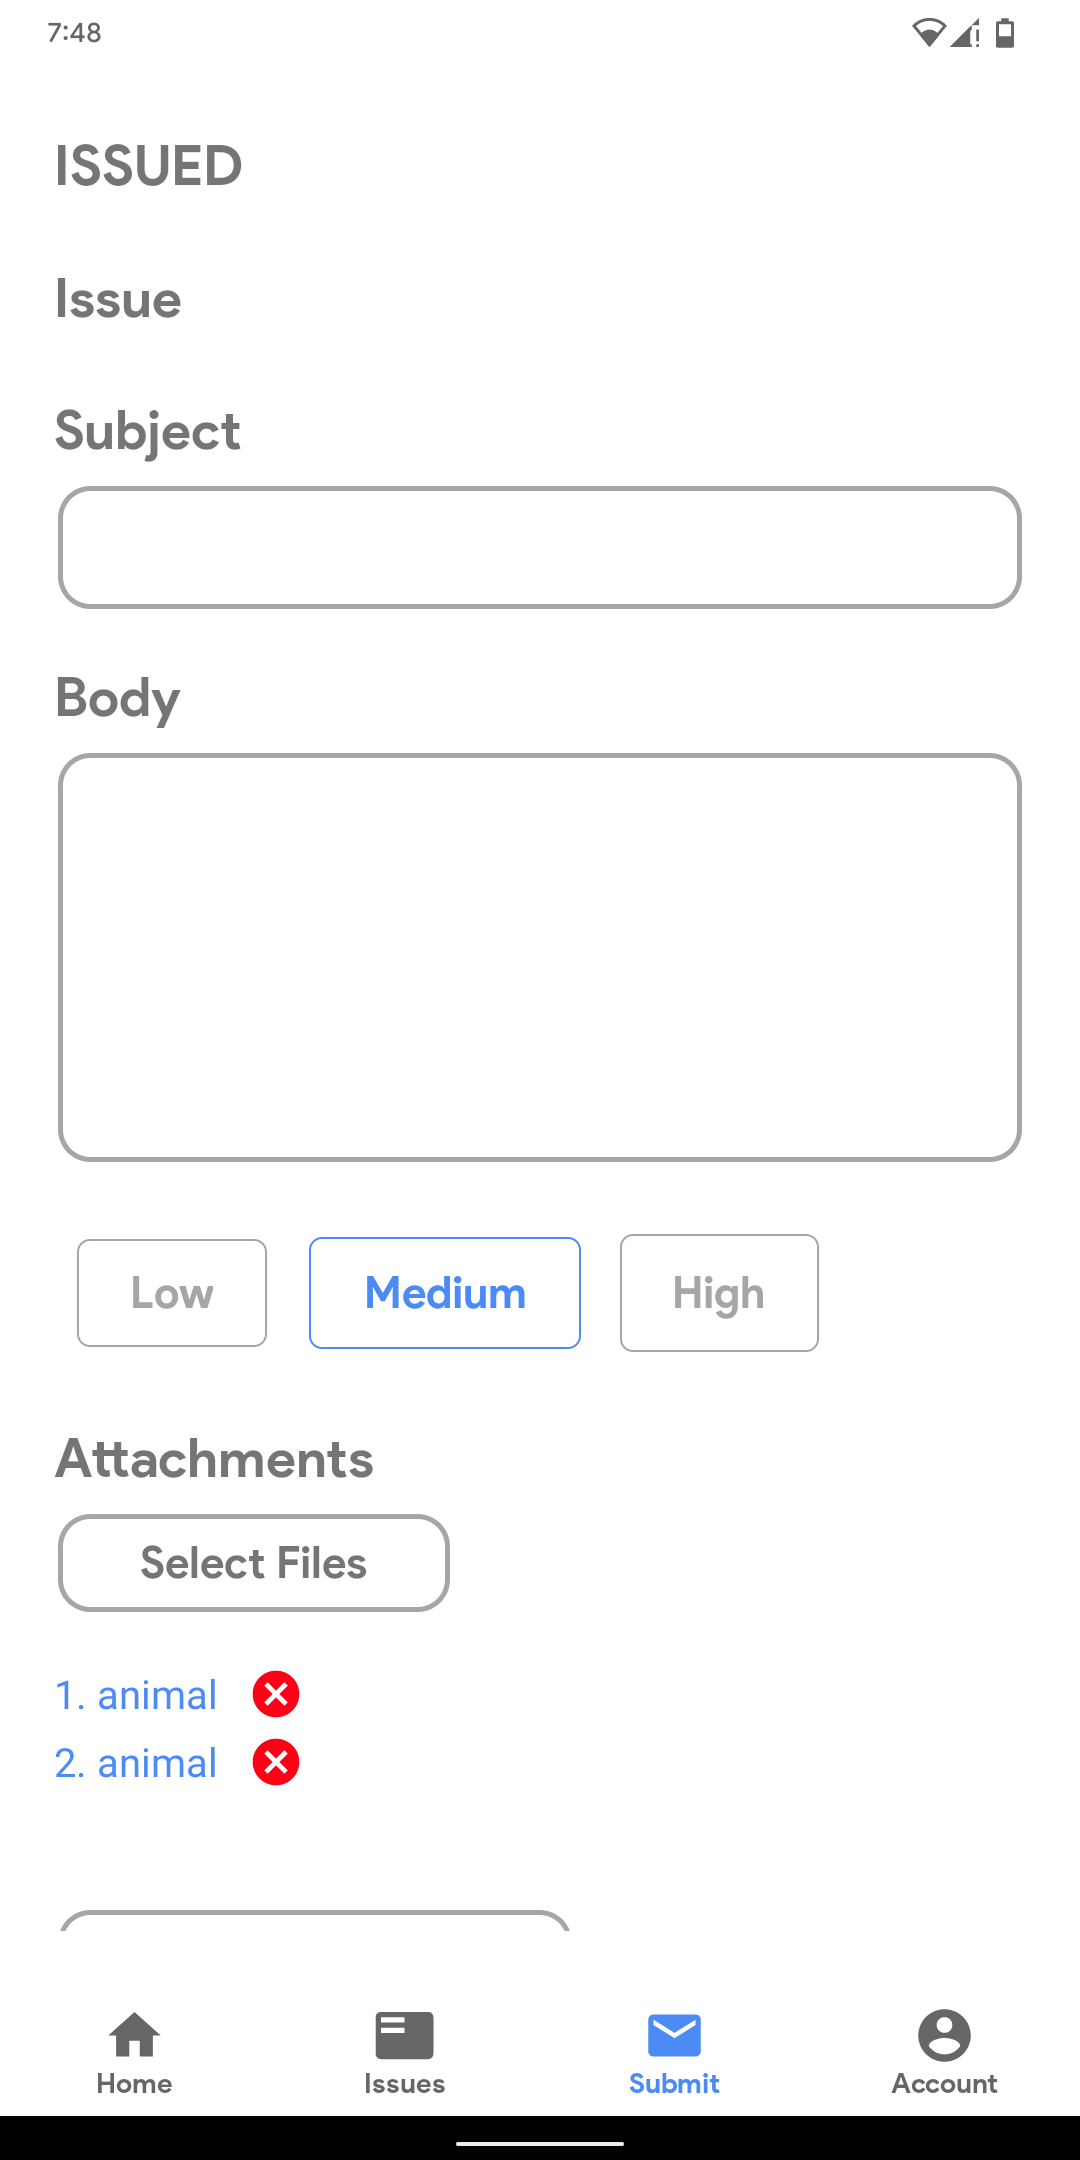 7:48
ISSUED
Issue
Subject
Body
Low Medium High
Attachments
Select Files
1. animal
2. animal
Home Issues Submit Account